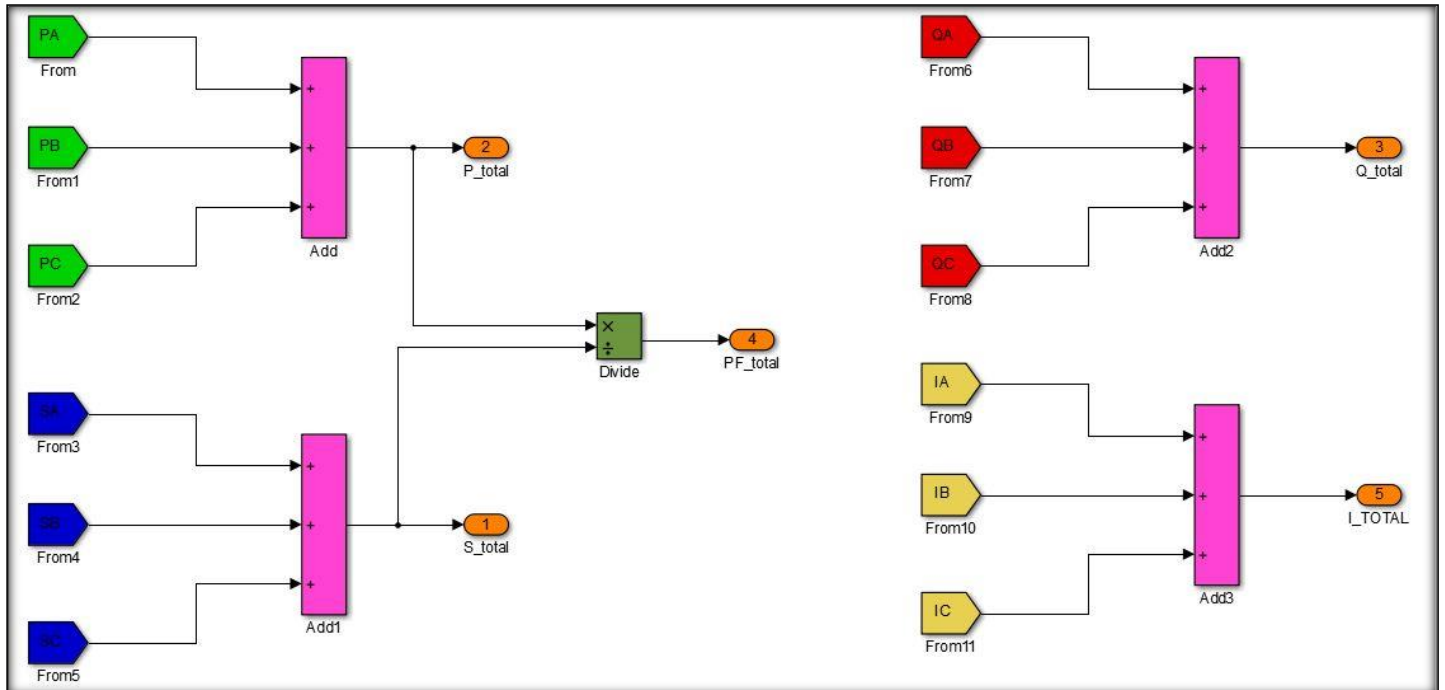 PA
From
+
PB
From1
+
PC
From2
+
Add
2
P_total
×
÷
Divide
4
PF_total
SA
From3
+
SB
From4
+
SC
From5
+
Add1
1
S_total
QA
From6
+
QB
From7
+
QC
From8
+
Add2
3
Q_total
IA
From9
+
IB
From10
+
IC
From11
+
Add3
5
I_TOTAL